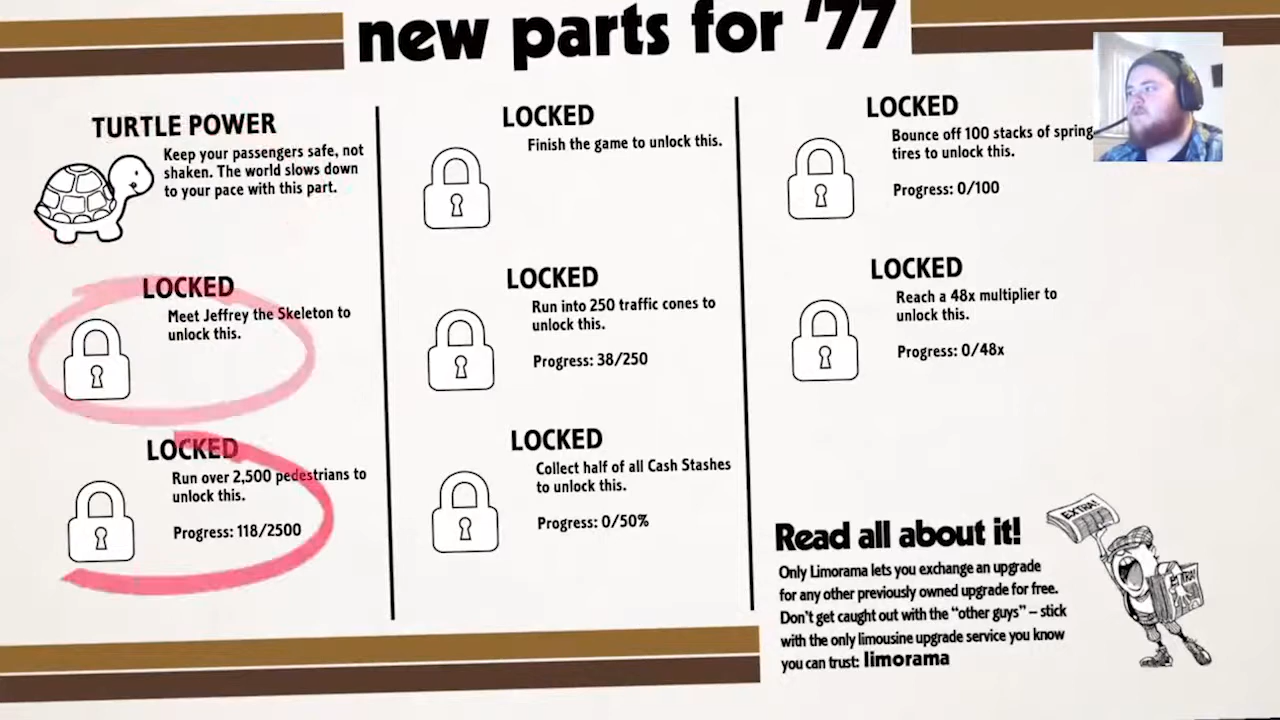 new parts for '77
TURTLE POWER
Keep your passengers safe, not
shaken. The world slows down
to your pace with this part.
LOCKED
Meet Jeffrey the Skeleton to
unlock this.
LOCKED
Run over 2,500 pedestrians to
unlock this.
Progress: 118/2500
LOCKED
Finish the game to unlock this.
LOCKED
Run into 250 traffic cones to
unlock this.
Progress: 38/250
LOCKED
Collect half of all Cash Stashes
to unlock this.
Progress: 0/50%
LOCKED
Bounce off 100 stacks of spring
tires to unlock this.
Progress: 0/100
LOCKED
Reach a 48x multiplier to
unlock this.
Progress: 0/48x
Read all about it!
Only Limorama lets you exchange an upgrade
for any other previously owned upgrade for free.
Don't get caught out with the "other guys" – stick
with the only limousine upgrade service you know
you can trust: limorama
EXTRA!